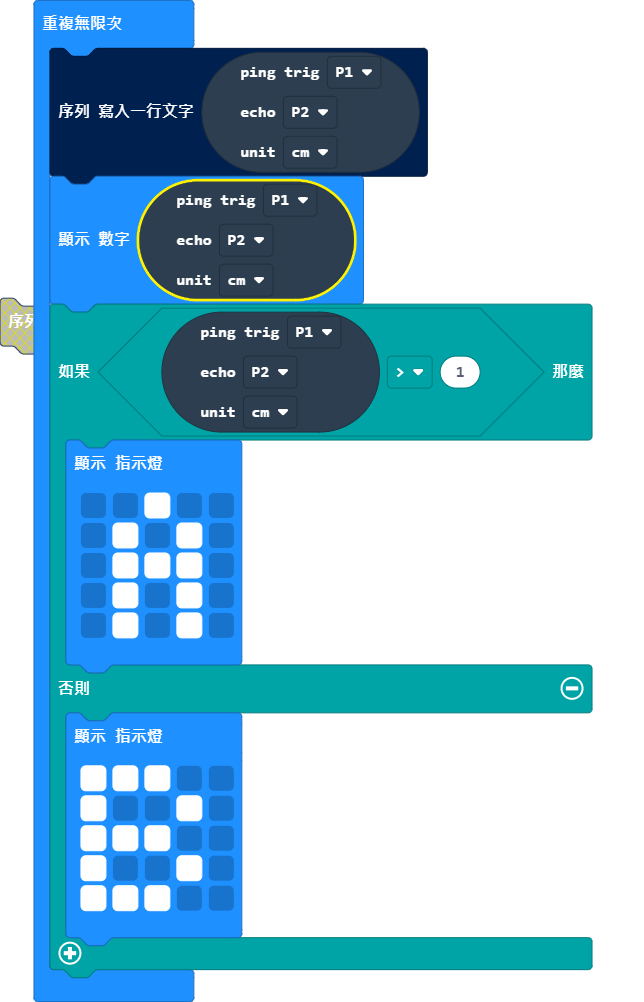 重複無限次
ping trig P1
序列 寫入一行文字 echo P2
unit cm
ping trig P1
顯示 數字 echo P2
unit cm
序列
ping trig P1
如果 echo P2 > 1 那麼
unit cm
顯示 指示燈
否則
顯示 指示燈